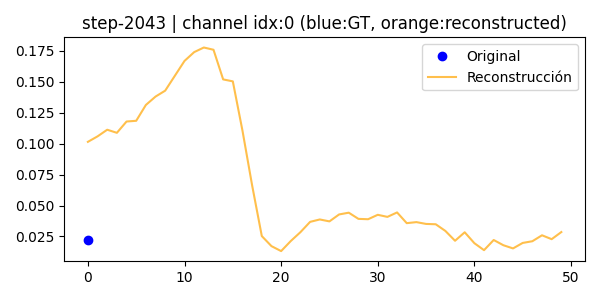 step-2043 | channel idx:0 (blue:GT, orange:reconstructed)
0.175
0.150
0.125
0.100
0.075
0.050
0.025
Original
Reconstrucción
0 10 20 30 40 50